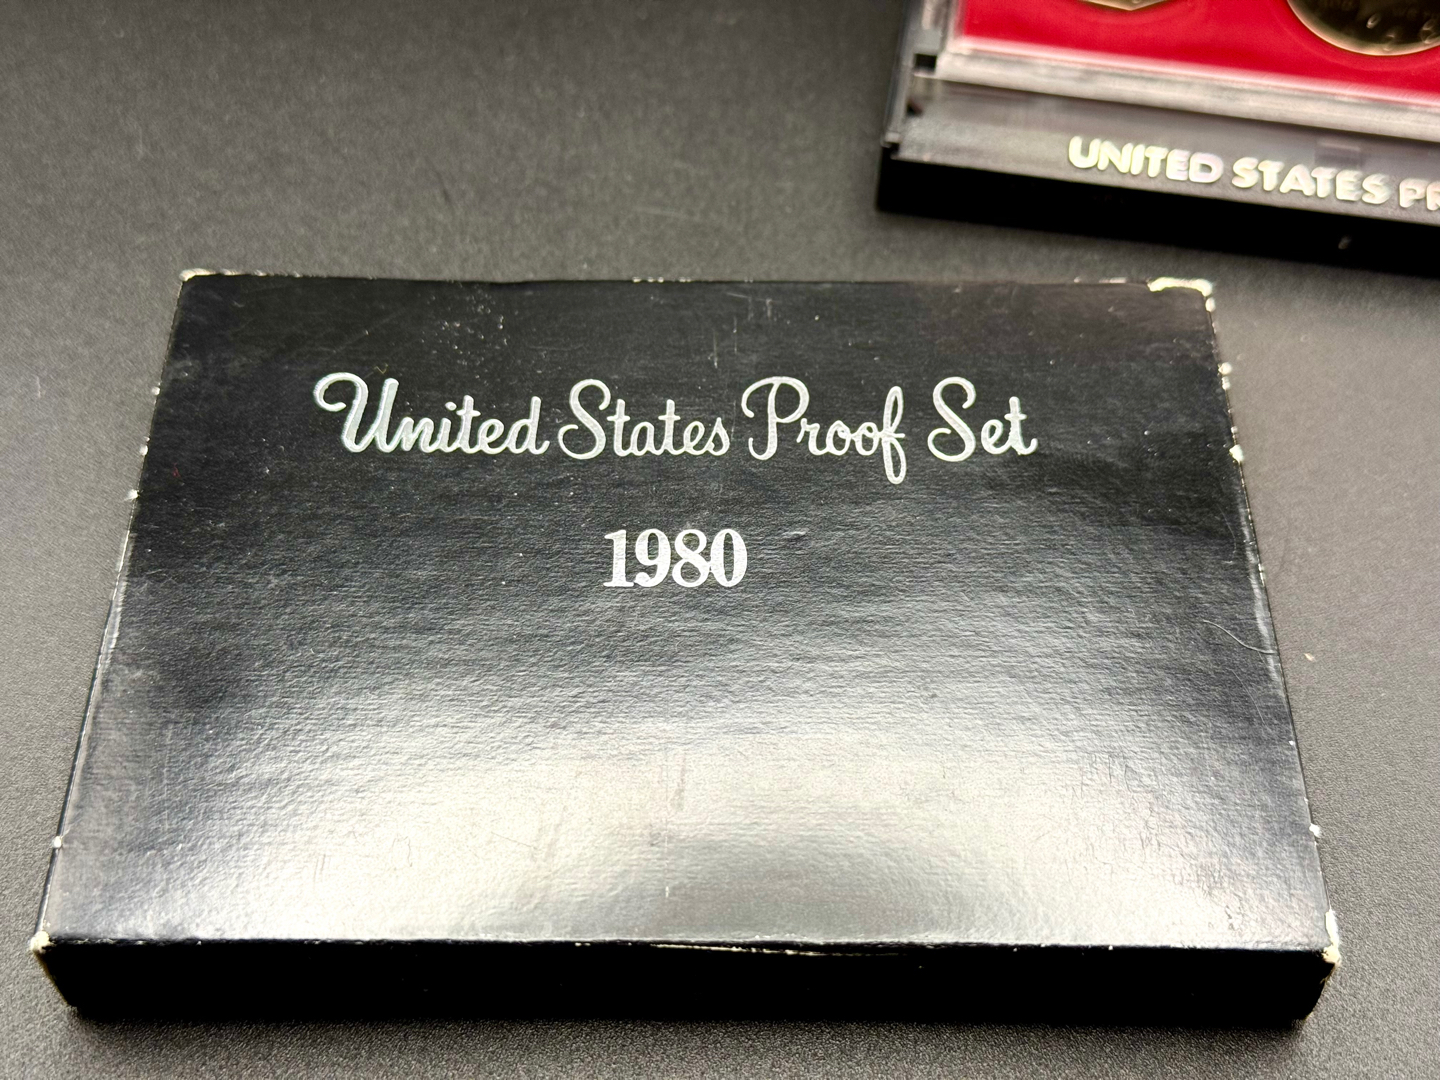 UNITED STATES PR
United States Proof Set
1980